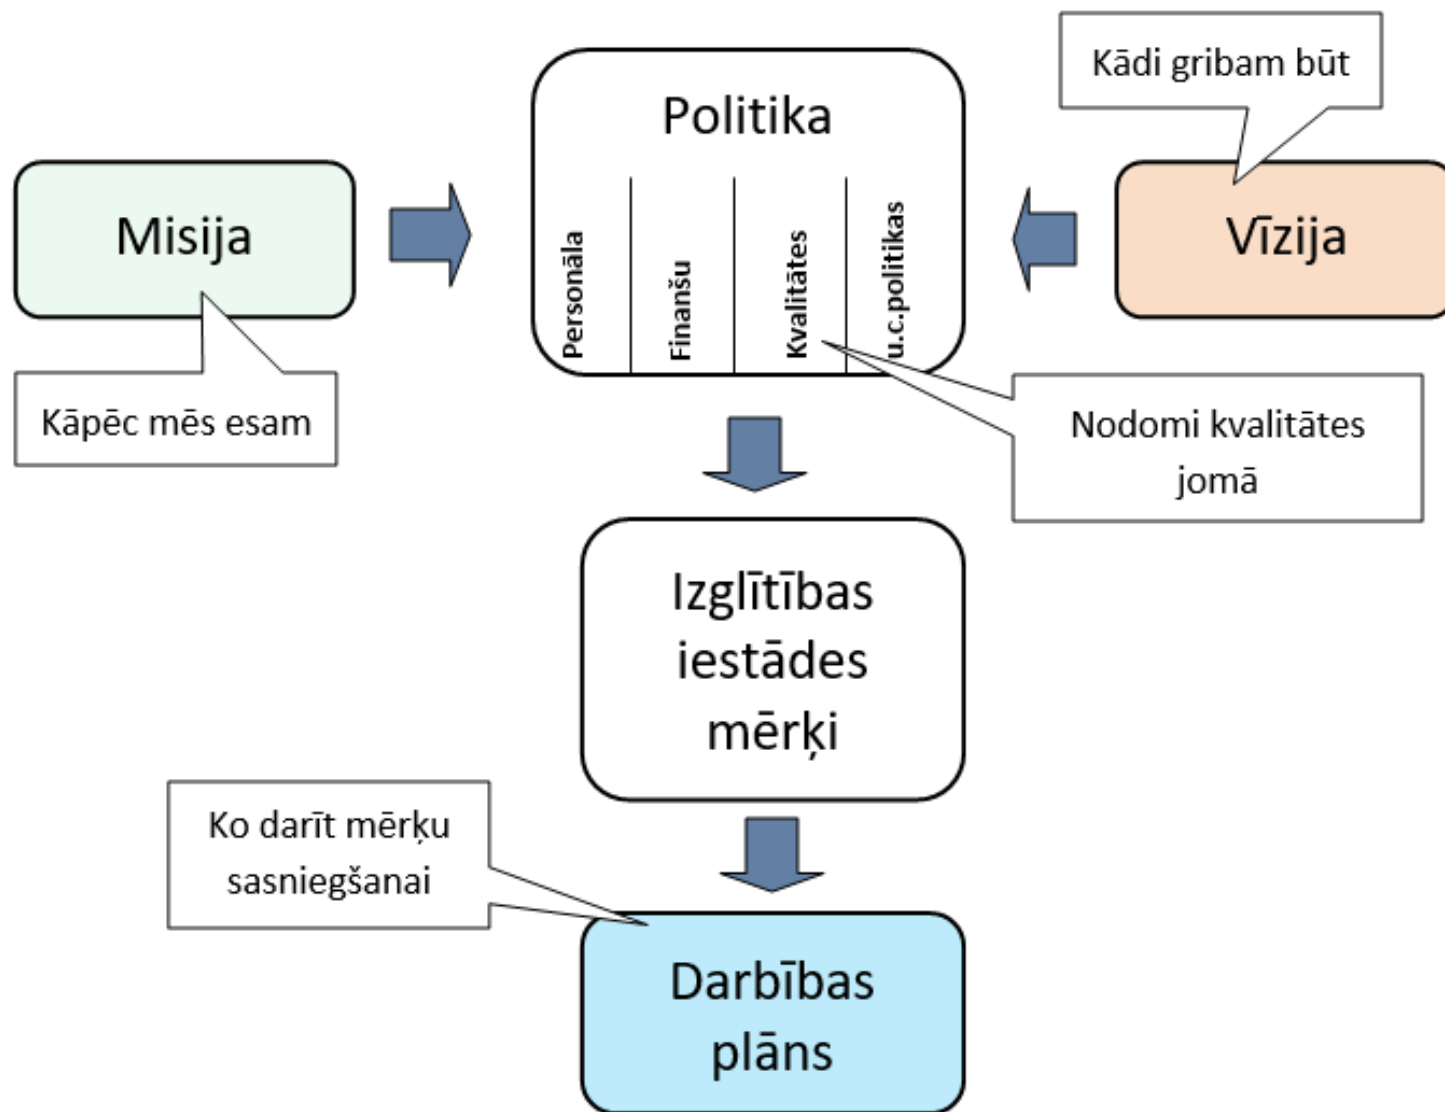 Kādi gribam būt
Politika
Misija
Vīzija
Personāla
Finanšu
Kvalitātes
u.c.politikas
Kāpēc mēs esam
Nodomi kvalitātes
jomā
Izglītības
iestādes
mērķi
Ko darīt mērķu
sasniegšanai
Darbības
plāns